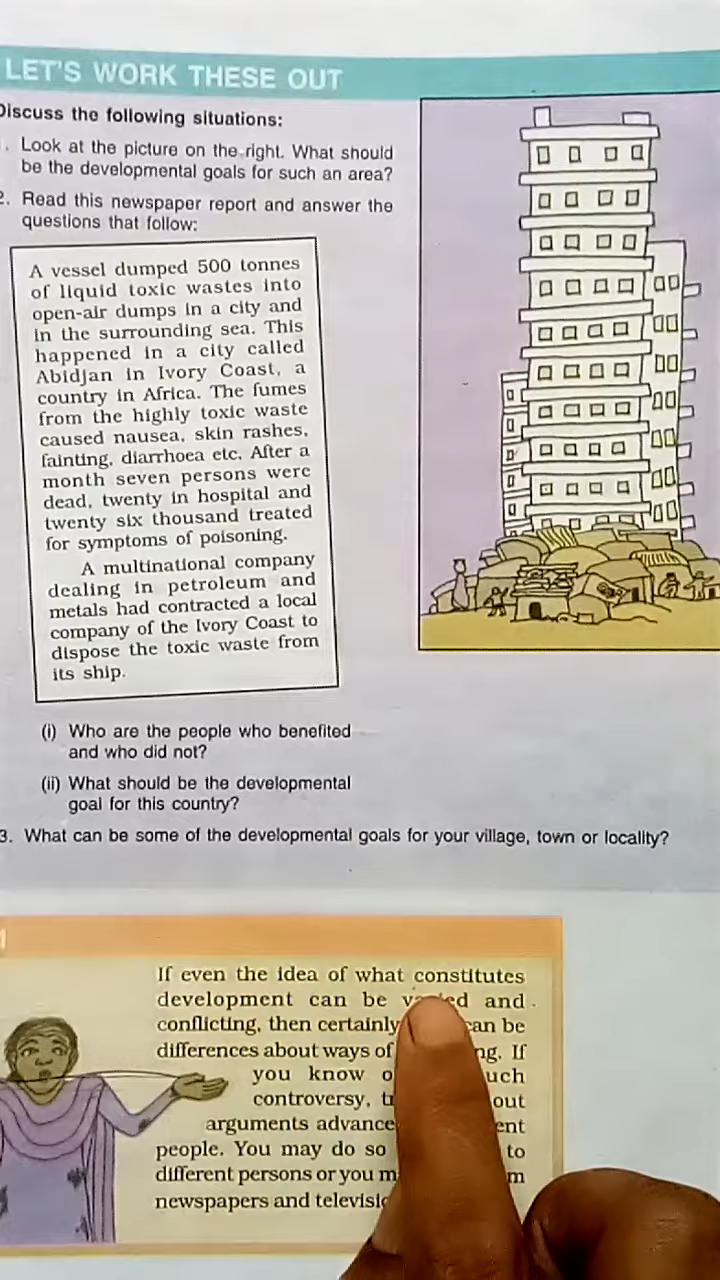 LET'S WORK THESE OUT
Discuss the following situations:
. Look at the picture on the right. What should
be the developmental goals for such an area?
2. Read this newspaper report and answer the
questions that follow:
A vessel dumped 500 tonnes
of liquid toxic wastes into
open-air dumps in a city and
in the surrounding sea. This
happened in a city called
Abidjan in Ivory Coast, a
country in Africa. The fumes
from the highly toxic waste
caused nausea, skin rashes,
fainting, diarrhoea etc. After a
month seven persons were
dead, twenty in hospital and
twenty six thousand treated
for symptoms of poisoning.
A multinational company
dealing in petroleum and
metals had contracted a local
company of the Ivory Coast to
dispose the toxic waste from
its ship.
(i) Who are the people who benefited
and who did not?
(ii) What should be the developmental
goal for this country?
3. What can be some of the developmental goals for your village, town or locality?
If even the idea of what constitutes
development can be varied and
conflicting, then certainly can be
differences about ways of If
you know
controversy,
arguments
people. You may do so to
different persons or you
newspapers and